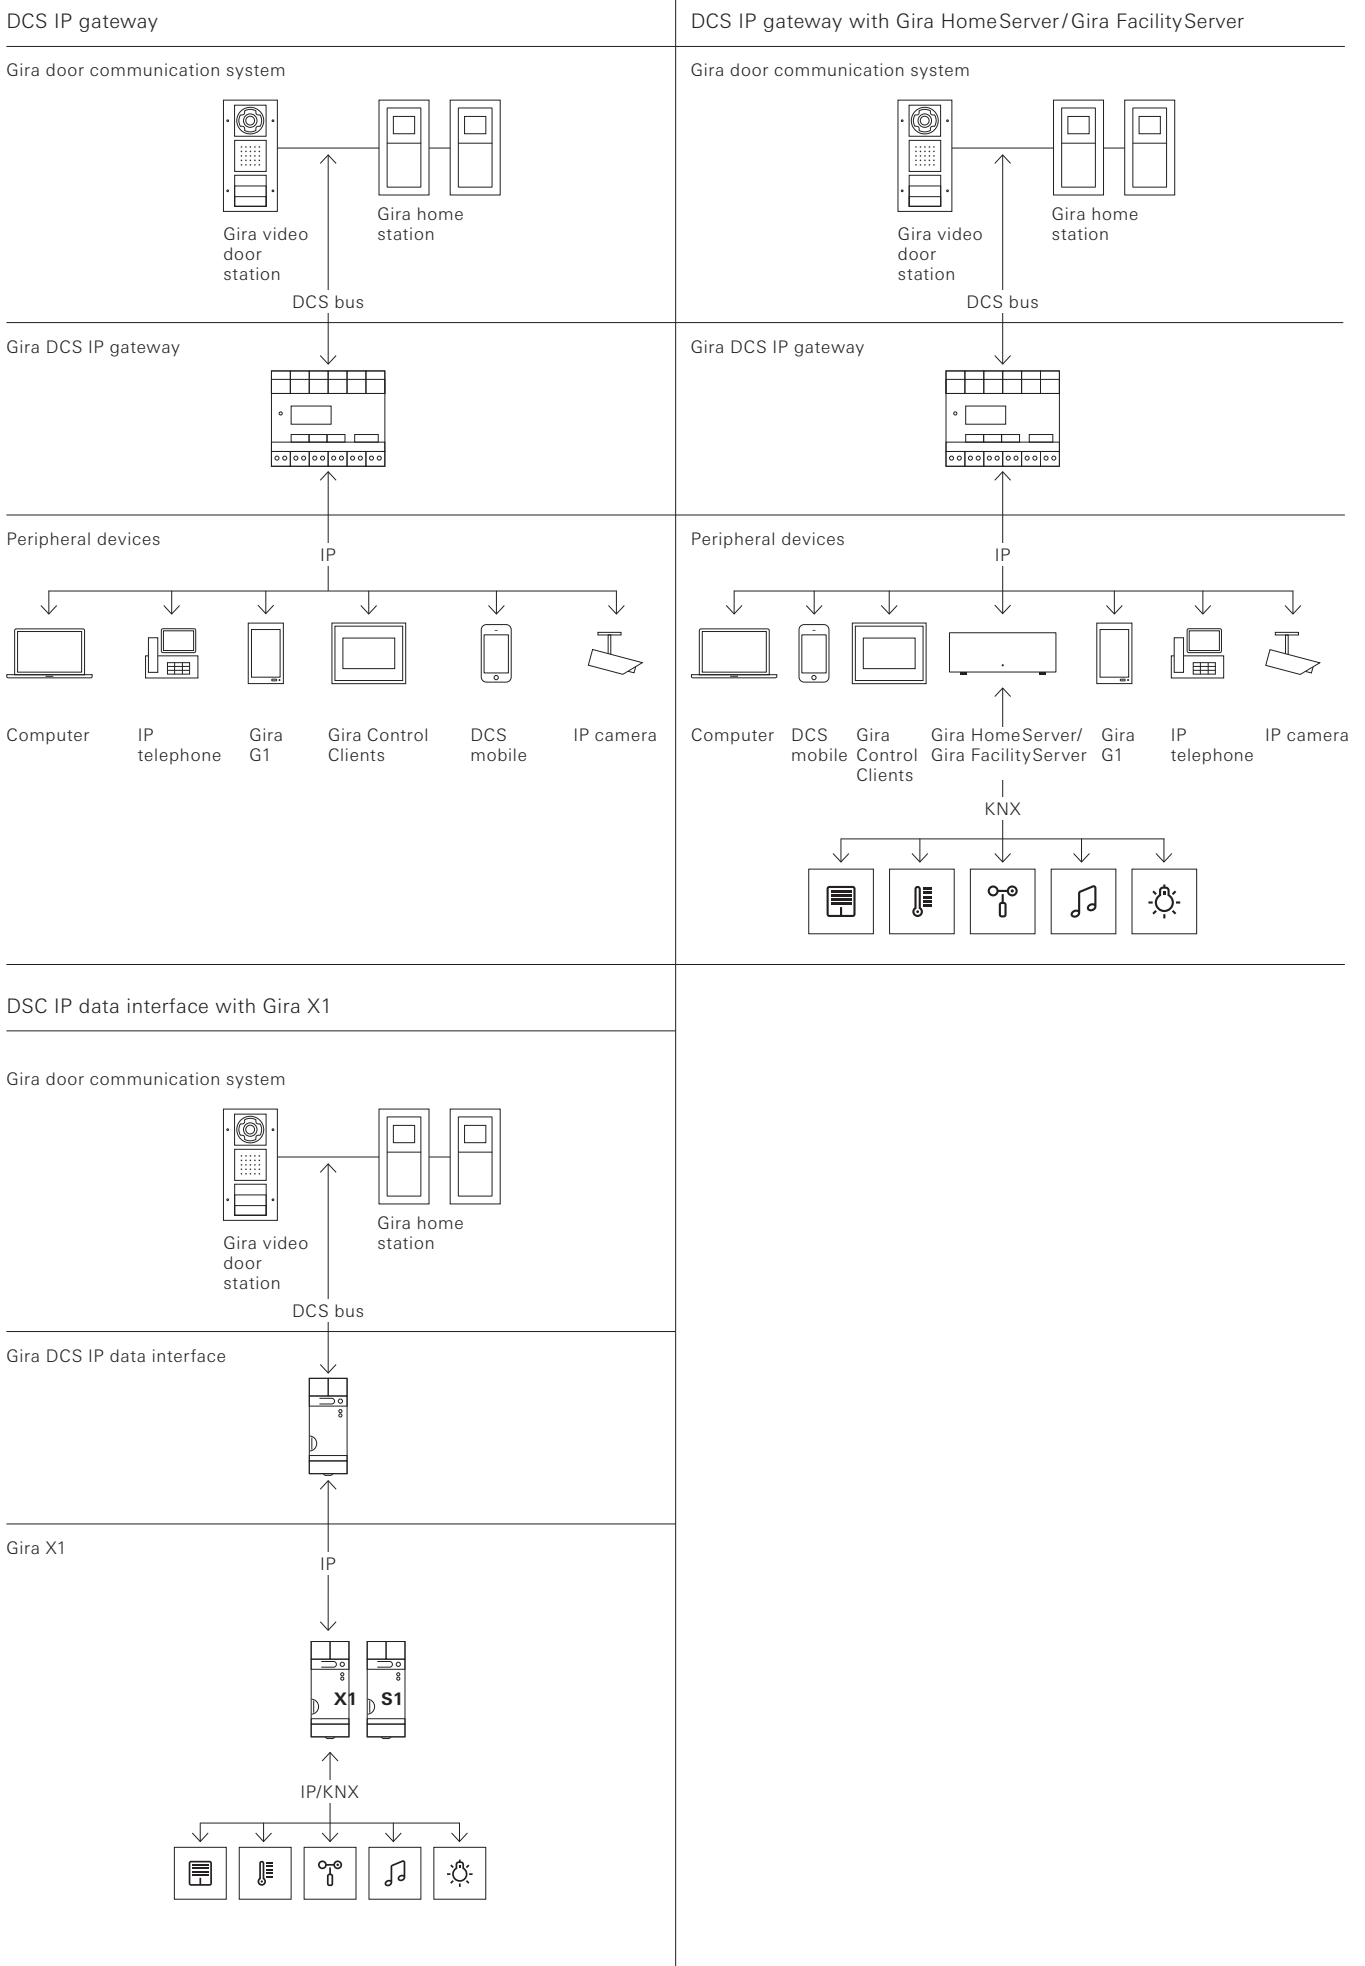 DCS IP gateway
Gira door communication system
Gira video
door
station
Gira home
station
DCS bus
Gira DCS IP gateway
Peripheral devices
IP
Computer
IP
telephone
Gira
G1
Gira Control
Clients
DCS
mobile
IP camera
DCS IP gateway with Gira HomeServer/Gira FacilityServer
Gira door communication system
Gira video
door
station
Gira home
station
DCS bus
Gira DCS IP gateway
Peripheral devices
IP
Computer
DCS
mobile
Gira
Control
Clients
Gira HomeServer/
Gira FacilityServer
Gira
G1
IP
telephone
IP camera
KNX
DSC IP data interface with Gira X1
Gira door communication system
Gira video
door
station
Gira home
station
DCS bus
Gira DCS IP data interface
Gira X1
IP
X1
S1
IP/KNX